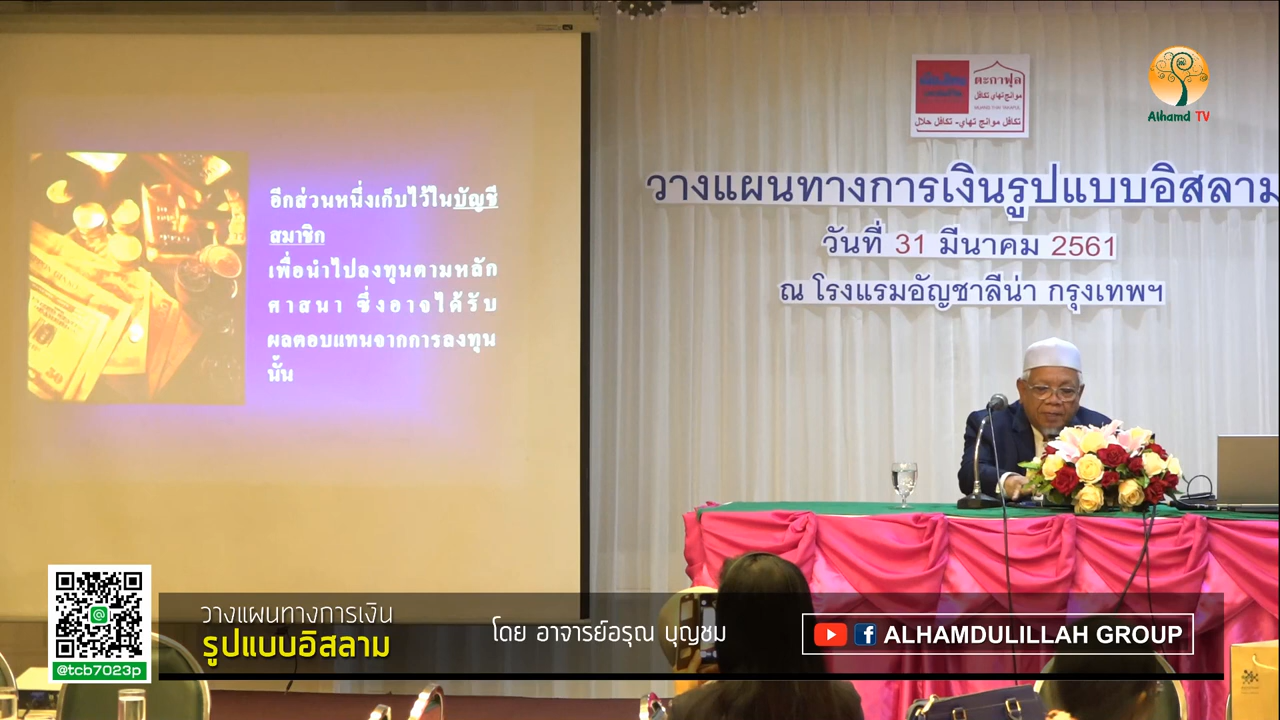 อีกส่วนหนึ่งเก็บไว้ในบัญชี
สมาชิก
เพื่อนำไปลงทุนตามหลัก
ศาสนา ซึ่งอาจได้รับ
ผลตอบแทนจากการลงทุน
นั้น
ตะกาฟุล
Alhamd TV
วางแผนทางการเงินรูปแบบอิสลาม
วันที่ 31 มีนาคม 2561
ณ โรงแรมอัญชาลีน่า กรุงเทพฯ
วางแผนทางการเงิน
รูปแบบอิสลาม
โดย อาจารย์อรุณ บุญชม
ALHAMDULILLAH GROUP
@tcb7023p